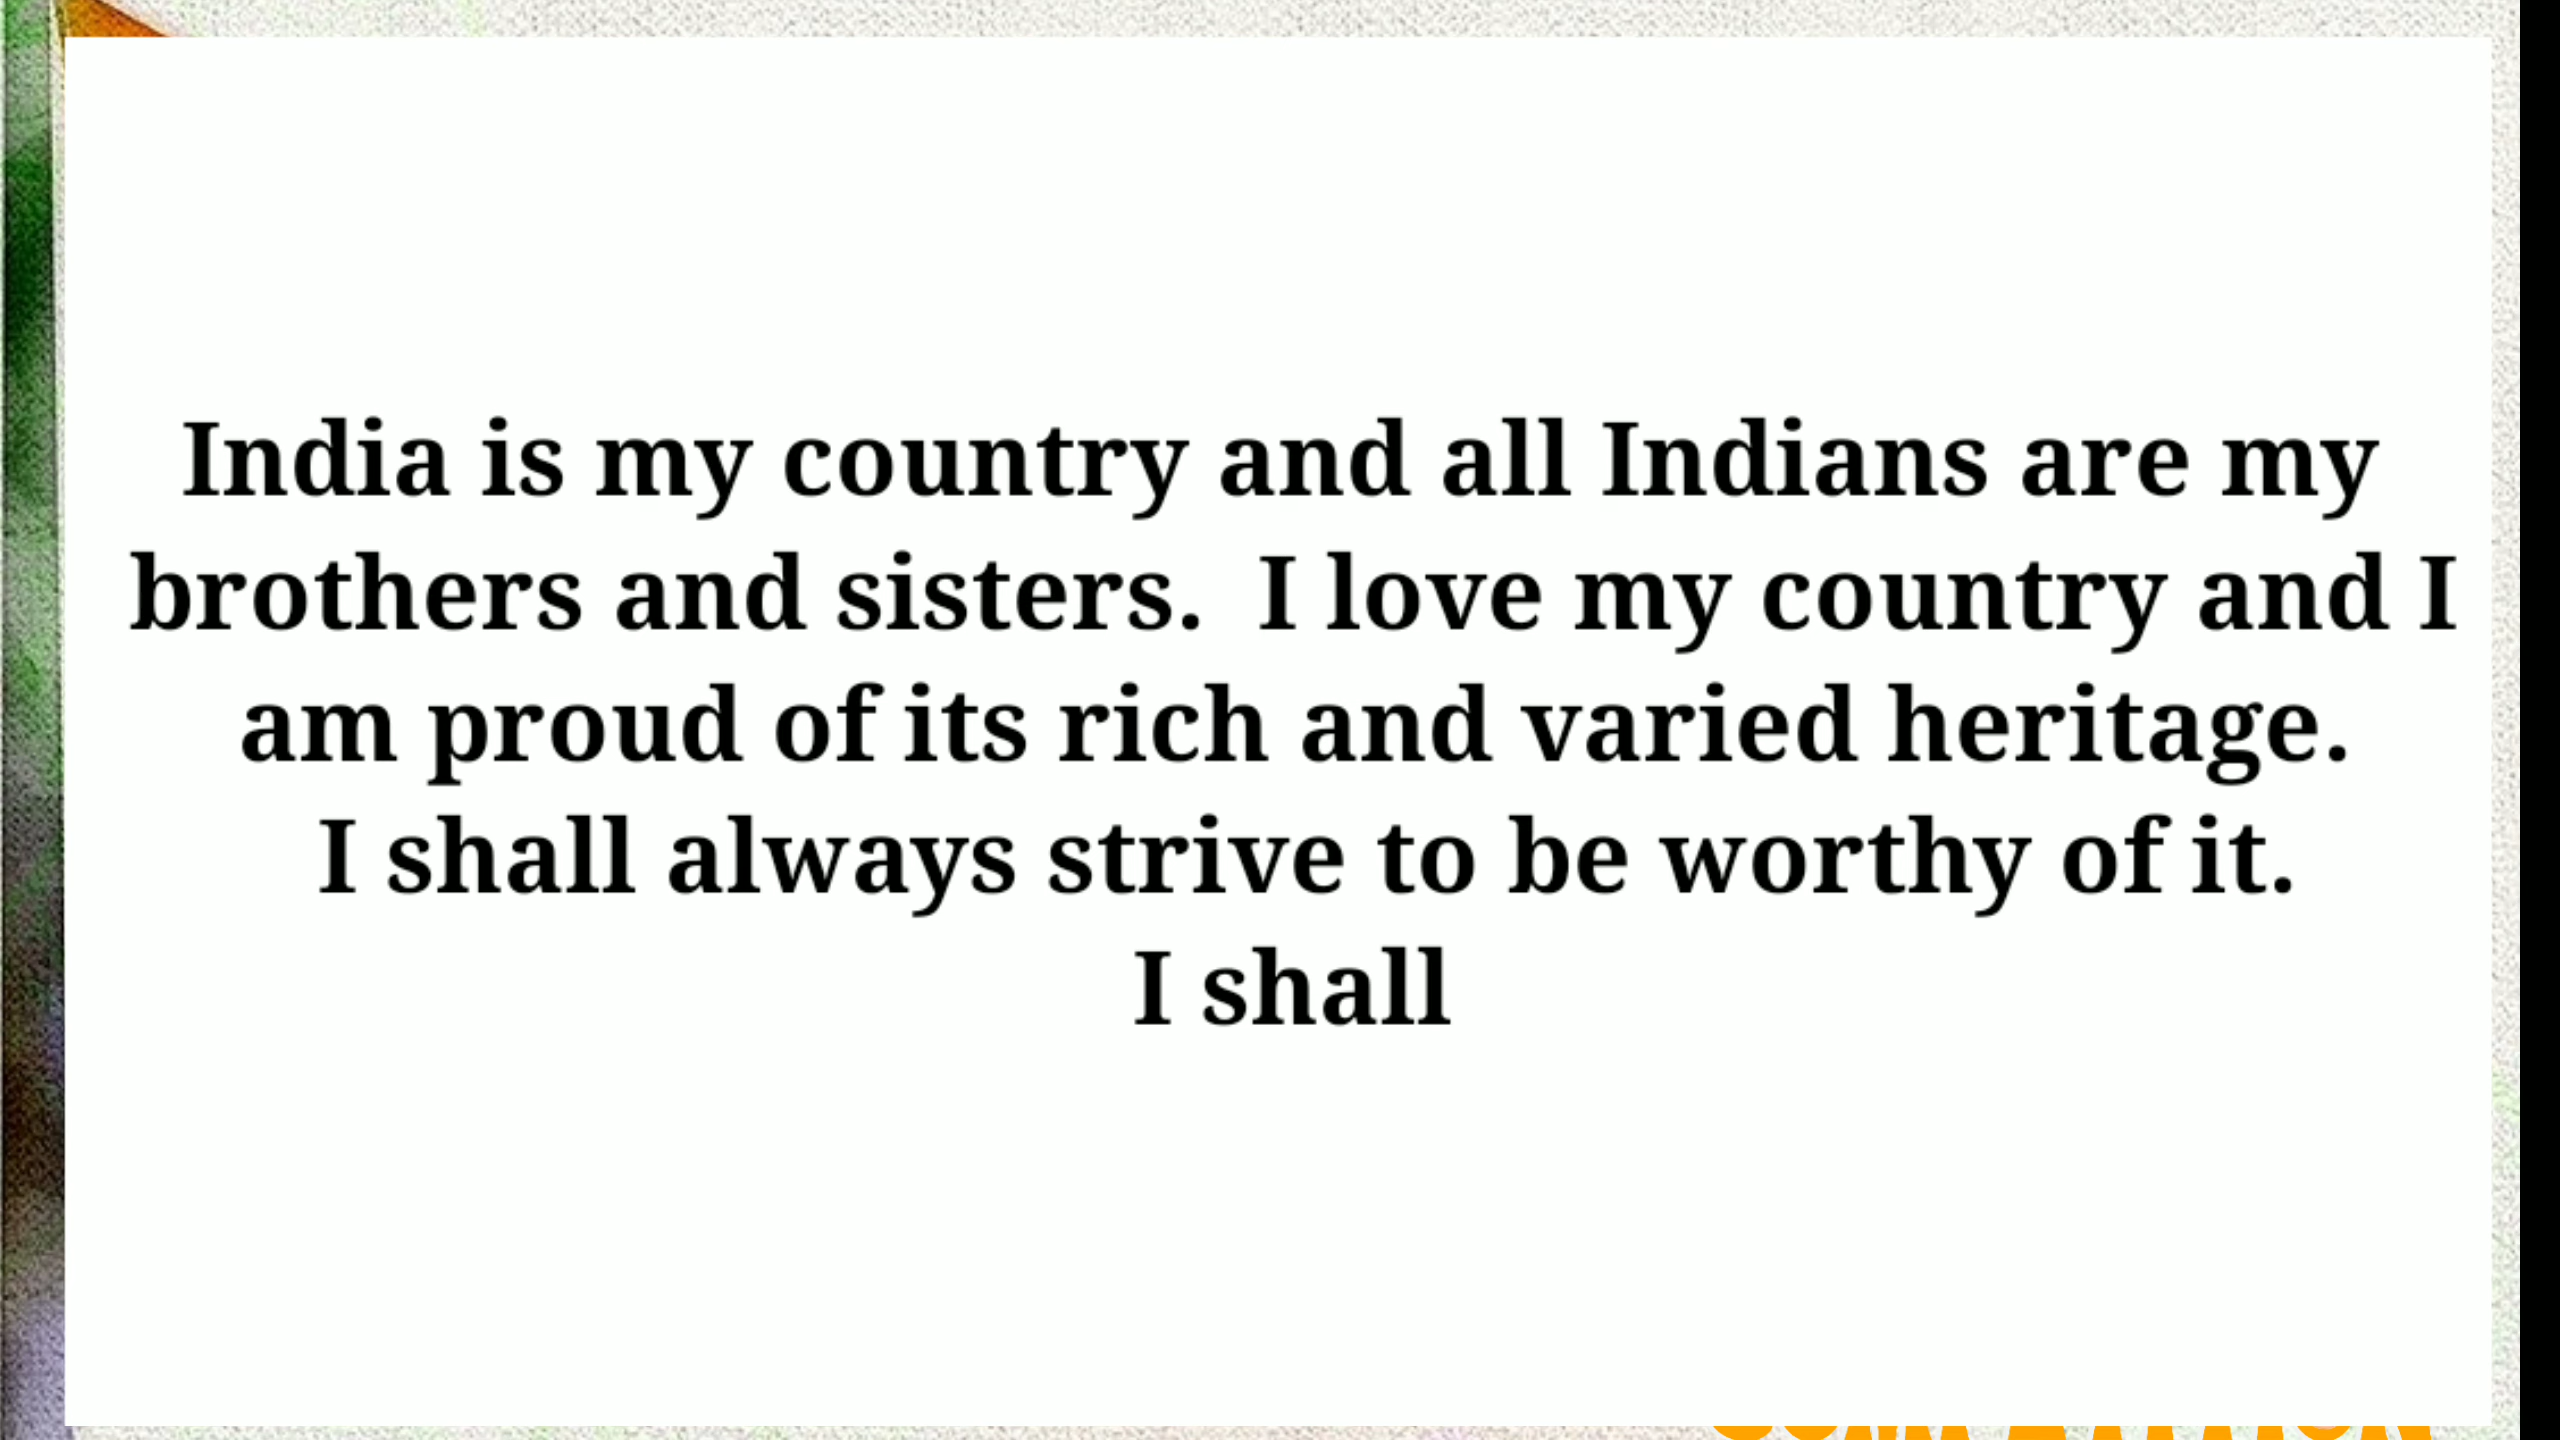 India is my country and all Indians are my
brothers and sisters.  I love my country and I
am proud of its rich and varied heritage.
I shall always strive to be worthy of it.
I shall